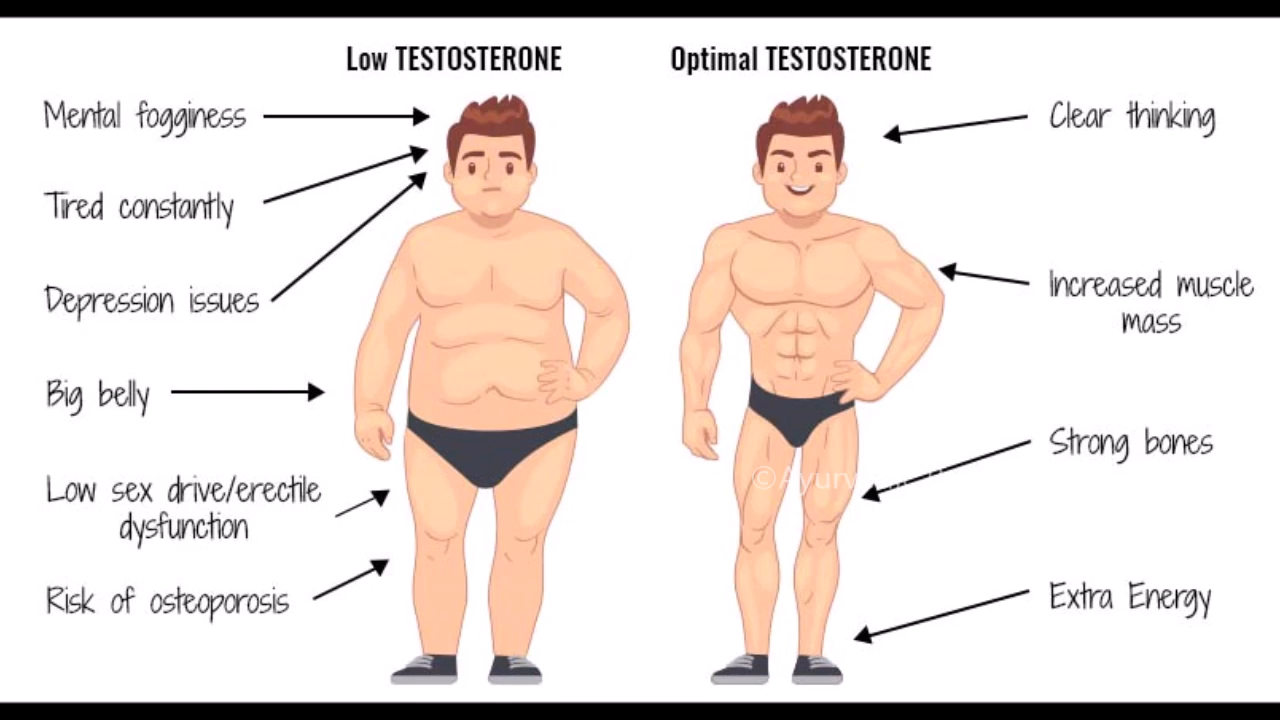 Low TESTOSTERONE
Mental fogginess
Tired constantly
Depression issues
Big belly
Low sex drive/erectile
dysfunction
Risk of osteoporosis
Optimal TESTOSTERONE
Clear thinking
Increased muscle
mass
Strong bones
Extra Energy